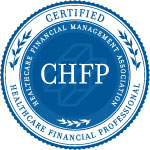 CERTIFIED
HEALTHCARE FINANCIAL MANAGEMENT ASSOCIATION
CHFP
HEALTHCARE FINANCIAL PROFESSIONAL